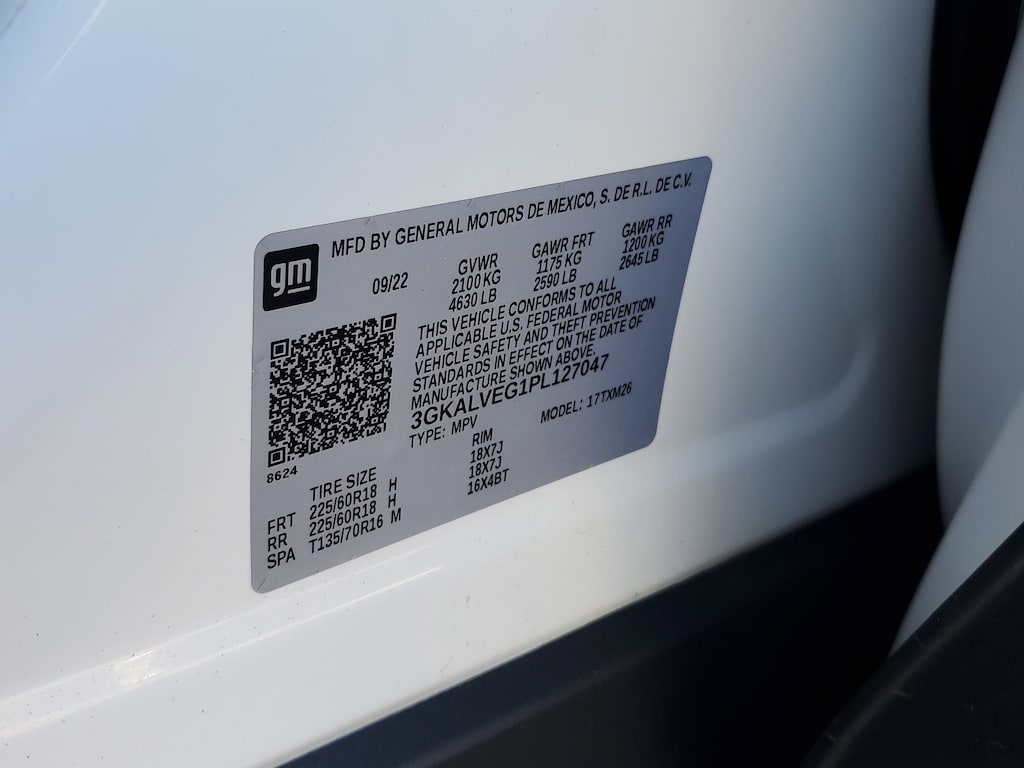 gm
MFD BY GENERAL MOTORS DE MEXICO, S. DE R.L. DE C.V.
09/22
GVWR
2100 KG
4630 LB
GAWR FRT
1175 KG
2590 LB
GAWR RR
1200 KG
2645 LB
THIS VEHICLE CONFORMS TO ALL
APPLICABLE U.S. FEDERAL MOTOR
VEHICLE SAFETY AND THEFT PREVENTION
STANDARDS IN EFFECT ON THE DATE OF
MANUFACTURE SHOWN ABOVE.
3GKALVEG1PL127047
TYPE: MPV MODEL: 17TXM26
8624
TIRE SIZE RIM
FRT 225/60R18 H 18X7J
RR 225/60R18 H 18X7J
SPA T135/70R16 M 16X4BT